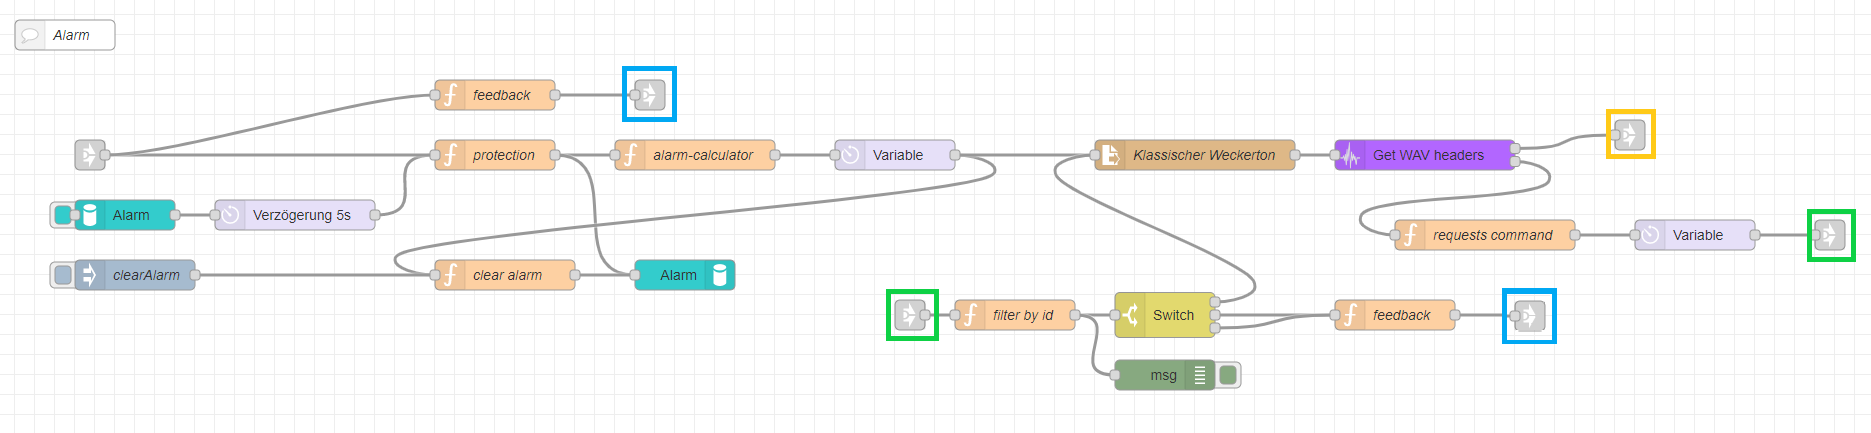 Alarm
feedback
protection
alarm-calculator
Variable
Klassischer Weckerton
Get WAV headers
Alarm
Verzögerung 5s
requests command
Variable
clearAlarm
clear alarm
Alarm
filter by id
Switch
feedback
msg